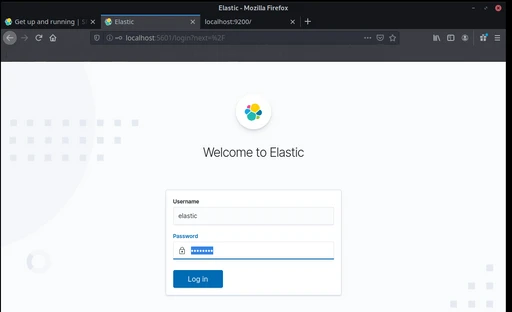 Elastic - Mozilla Firefox
Get up and running |
Elastic
localhost:9200/
localhost:5601/login?next=%2F
Welcome to Elastic
Username
elastic
Password
••••••••
Log in